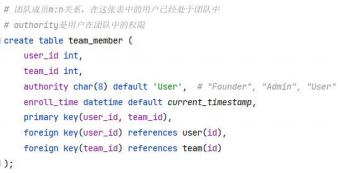 # 团队成员m:n关系，在这张表中的用户已经处于团队中
# authority是用户在团队中的权限
create table team_member (
user_id int,
team_id int,
authority char(8) default 'User', # "Founder", "Admin", "User"
enroll_time datetime default current_timestamp,
primary key(user_id, team_id),
foreign key(user_id) references user(id),
foreign key(team_id) references team(id)
);